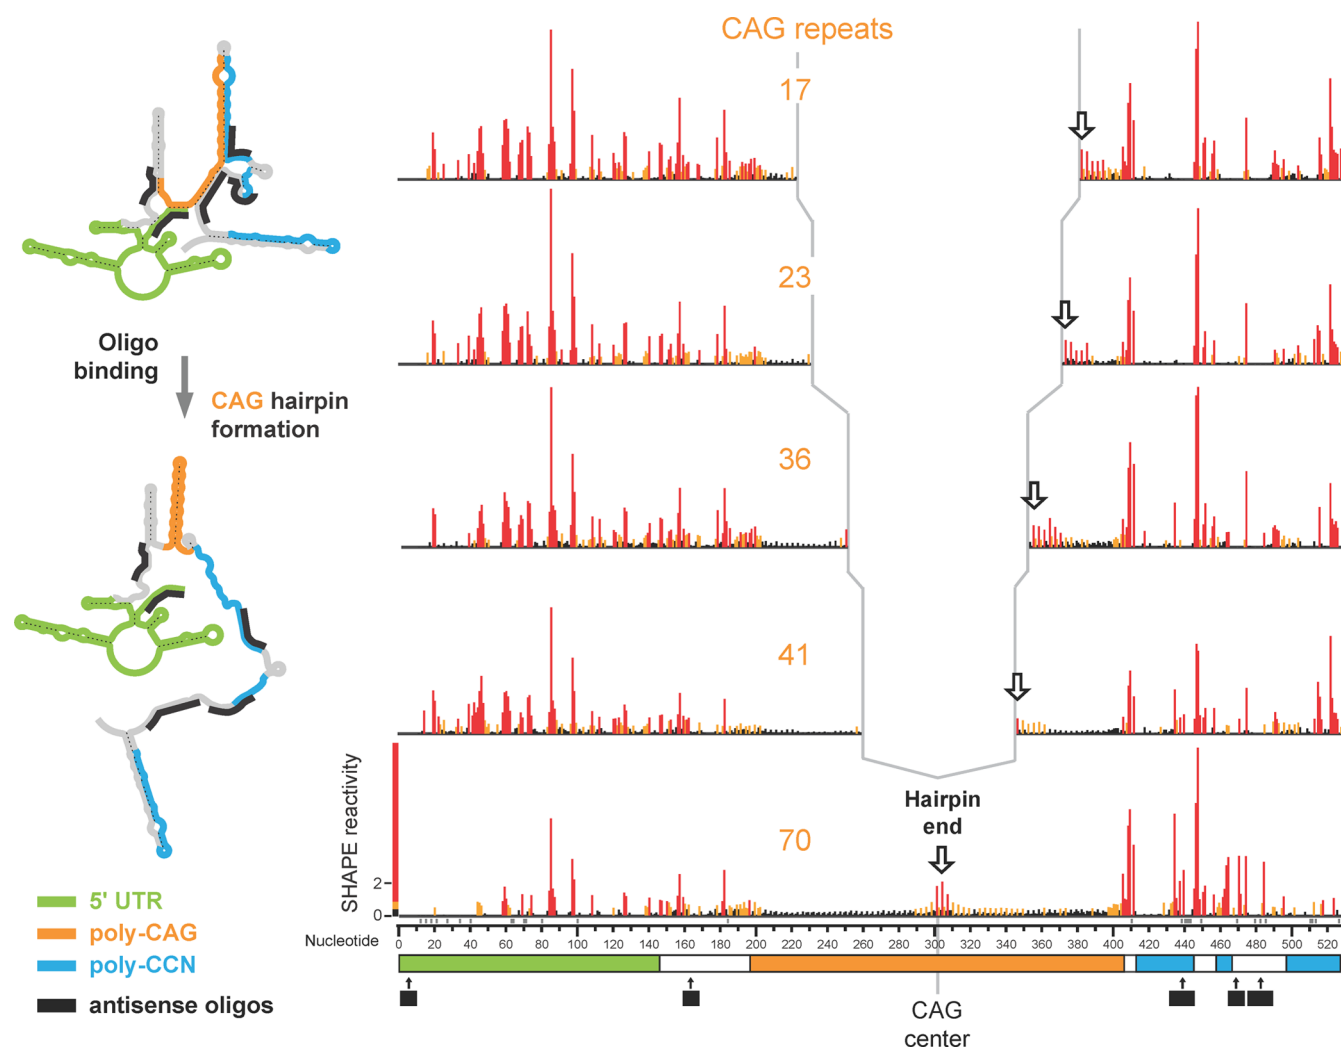 CAG repeats
17
23
Oligo
binding
CAG hairpin
formation
36
41
SHAPE reactivity
Hairpin
end
70
2
0
5' UTR
poly-CAG
poly-CCN
antisense oligos
Nucleotide
0 20 40 60 80 100 120 140 160 180 200 220 240 260 280 300 320 340 360 380 400 420 440 460 480 500 520
CAG
center